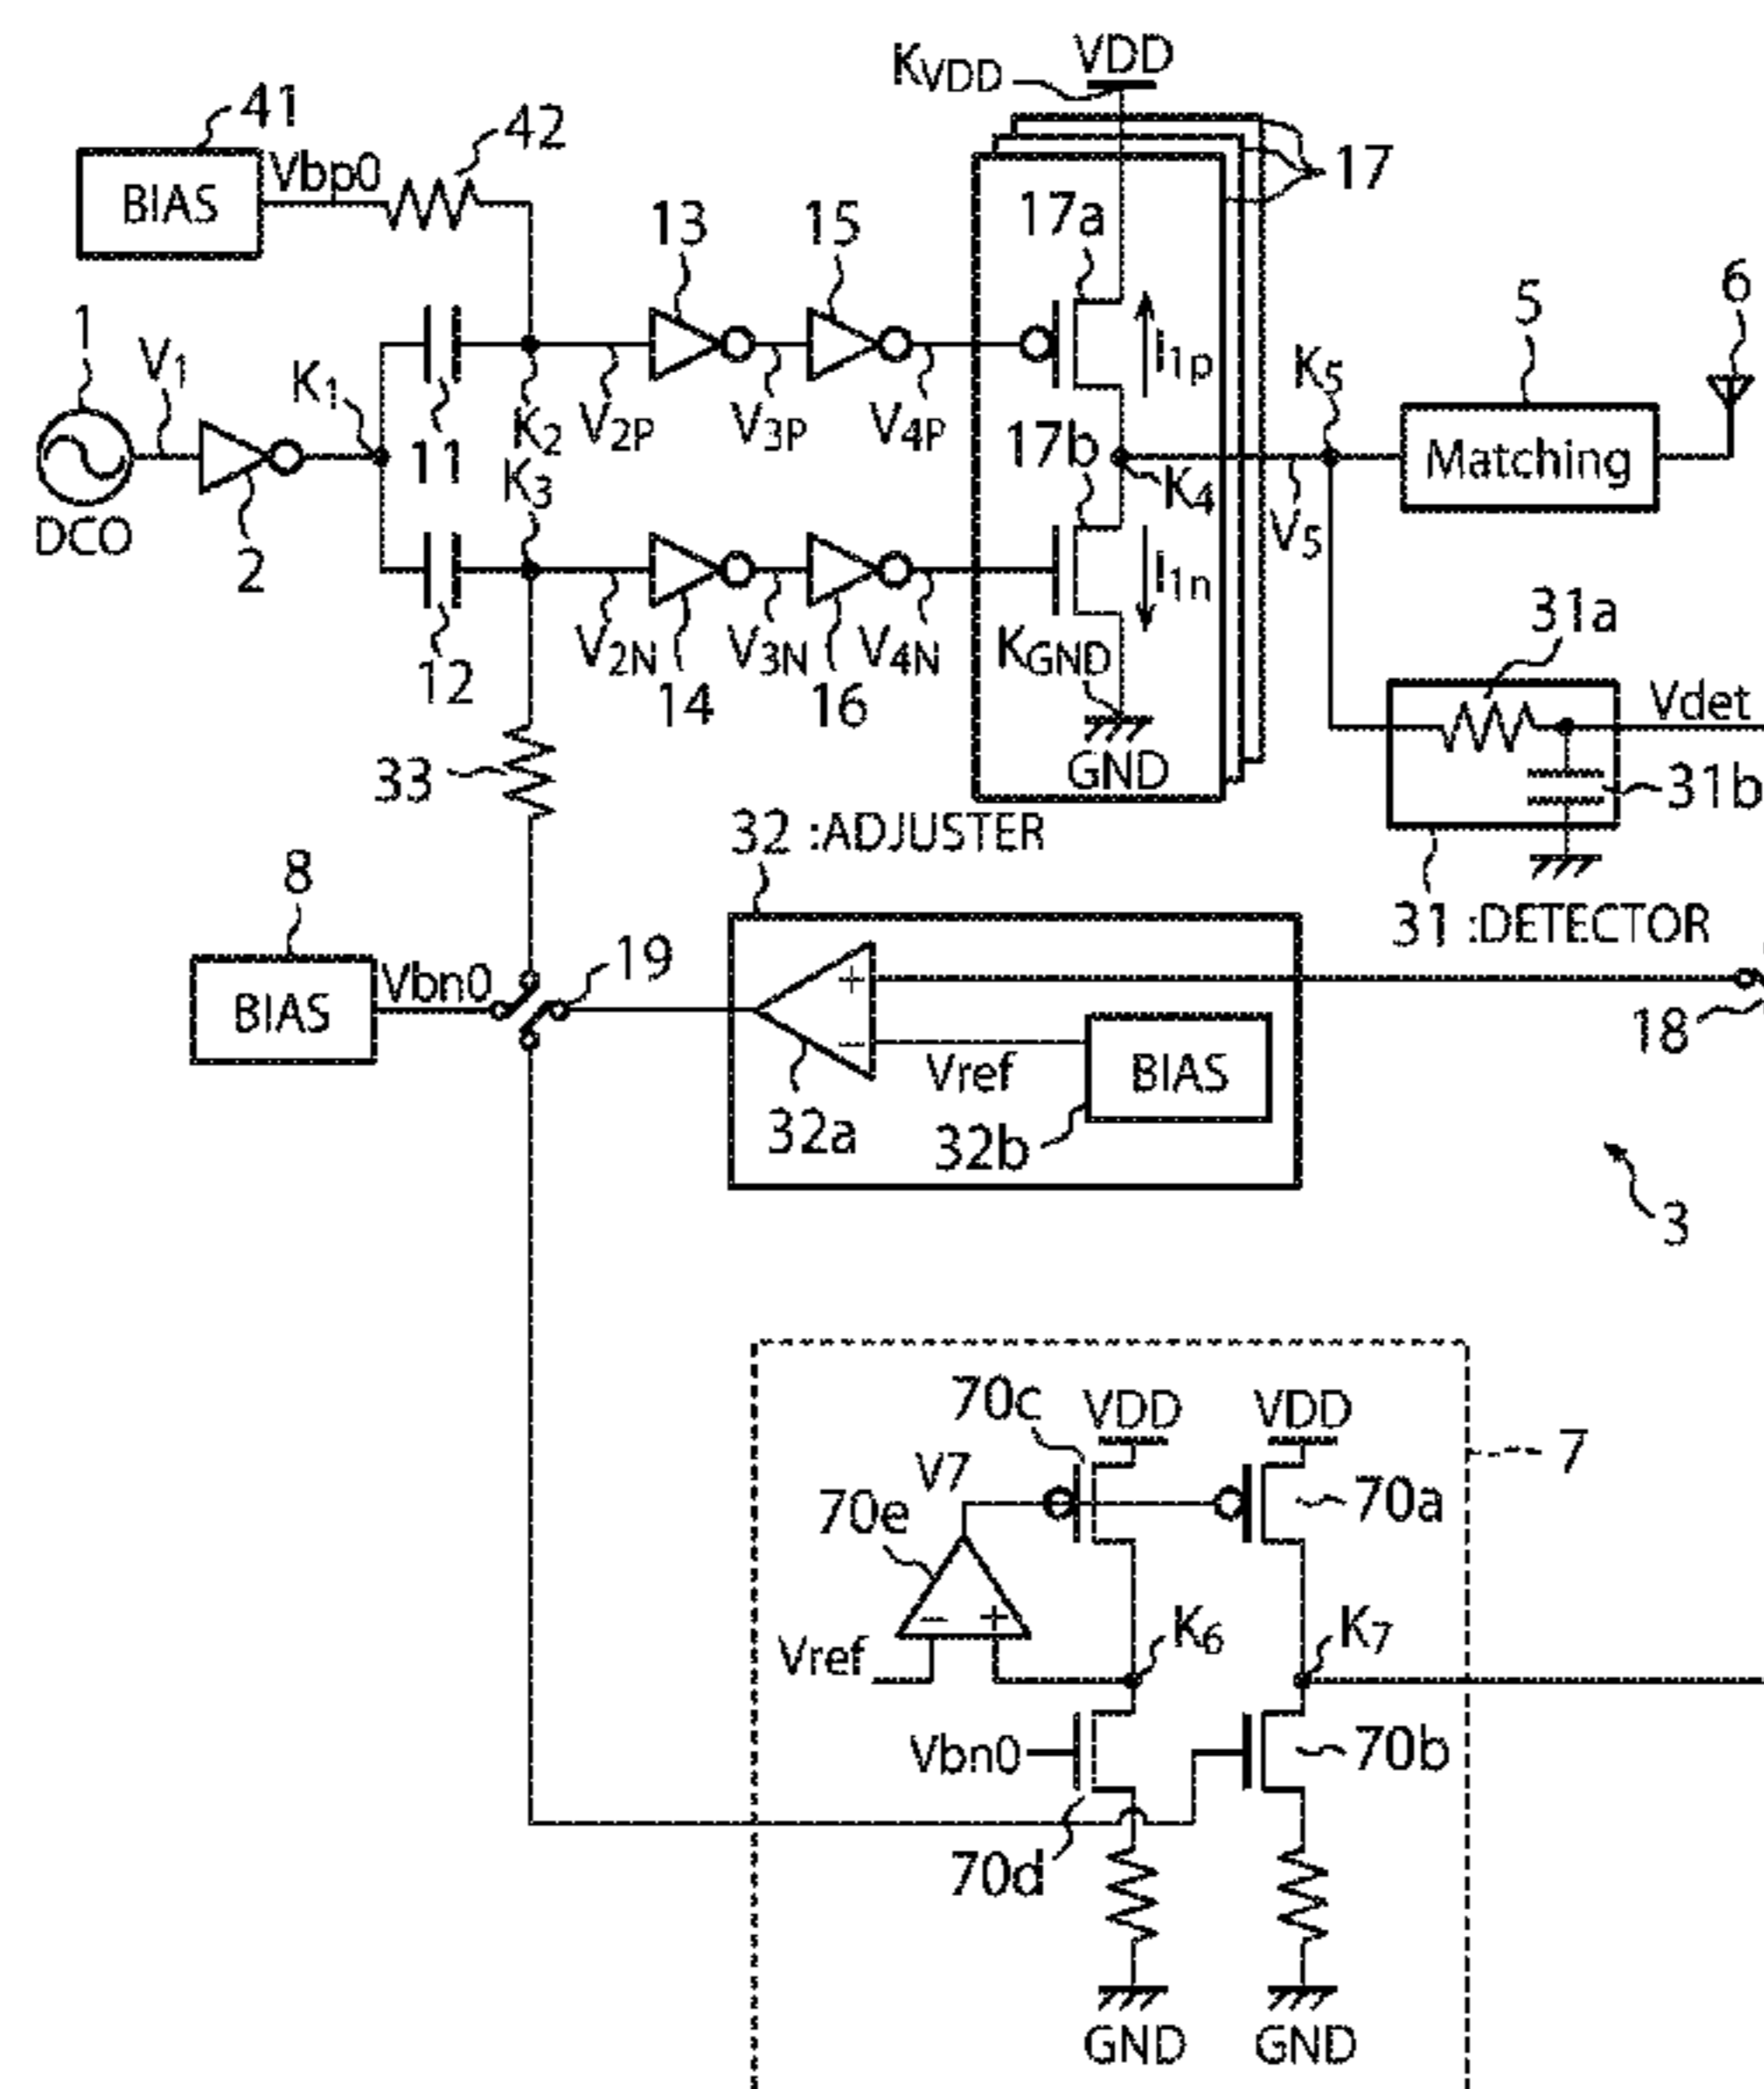 K_VDD VDD
41
42
BIAS
Vbp0
17
17a
13
15
1
V1
K1
11
K2
V2P
V3P
V4P
I1p
K5
5
6
Matching
DCO
2
K3
17b
K4
V5
12
V2N
14
V3N
16
V4N
I1n
K_GND
GND
31a
Vdet
31b
33
32 :ADJUSTER
31 :DETECTOR
8
BIAS
Vbn0
19
+
−
32a
Vref
BIAS
32b
18
3
70c
VDD
VDD
7
V7
70e
70a
− +
Vref
K6
K7
Vbn0
70b
70d
GND
GND